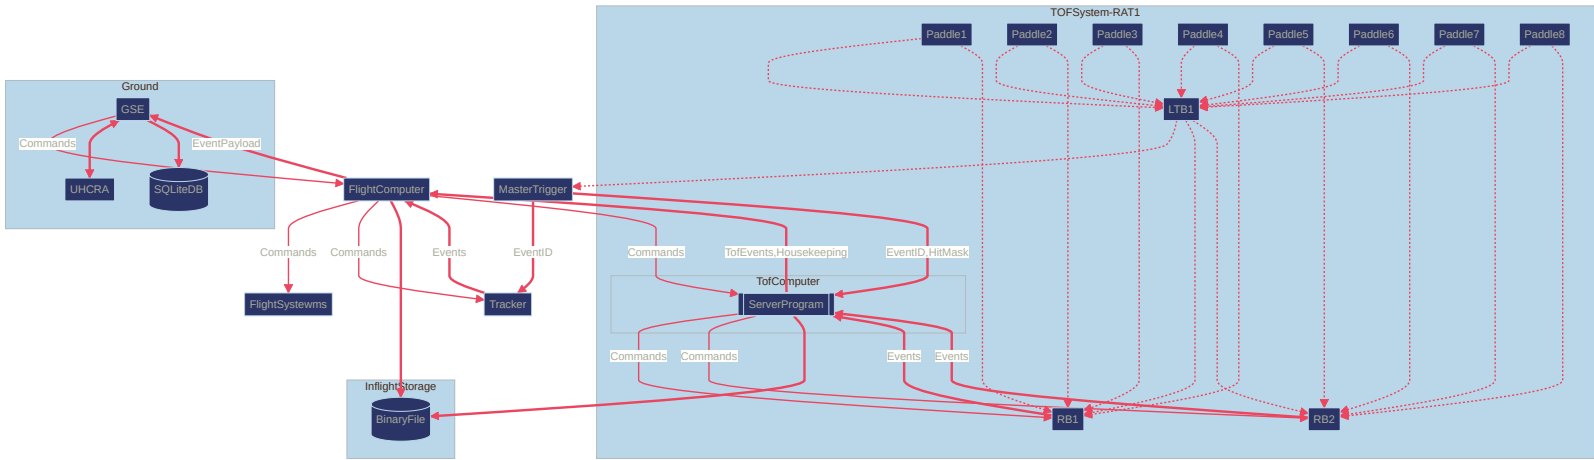 TOFSystem-RAT1
Paddle1
Paddle2
Paddle3
Paddle4
Paddle5
Paddle6
Paddle7
Paddle8
Ground
GSE
LTB1
Commands
EventPayload
UHCRA
SQLiteDB
FlightComputer
MasterTrigger
Commands
Commands
Events
EventID
Commands
TofEvents,Housekeeping
EventID,HitMask
TofComputer
FlightSystewms
Tracker
ServerProgram
Commands
Commands
Events
Events
InflightStorage
BinaryFile
RB1
RB2